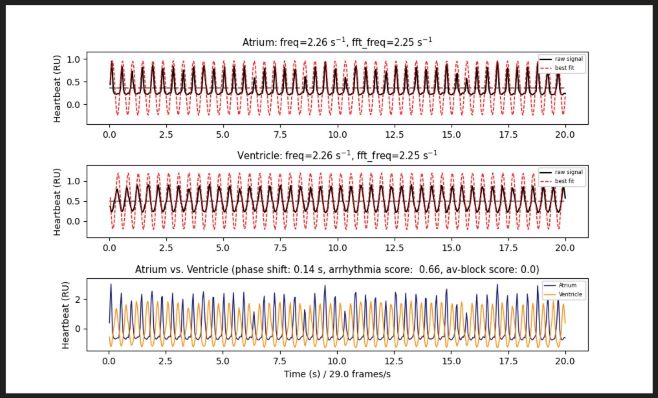 Atrium: freq=2.26 s⁻¹, fft_freq=2.25 s⁻¹
Heartbeat (RU)
1.0
0.5
0.0
raw signal
best fit
0.0 2.5 5.0 7.5 10.0 12.5 15.0 17.5 20.0
Ventricle: freq=2.26 s⁻¹, fft_freq=2.25 s⁻¹
Heartbeat (RU)
1.0
0.5
0.0
raw signal
best fit
0.0 2.5 5.0 7.5 10.0 12.5 15.0 17.5 20.0
Atrium vs. Ventricle (phase shift: 0.14 s, arrhythmia score: 0.66, av-block score: 0.0)
Heartbeat (RU)
2
0
Atrium
Ventricle
0.0 2.5 5.0 7.5 10.0 12.5 15.0 17.5 20.0
Time (s) / 29.0 frames/s